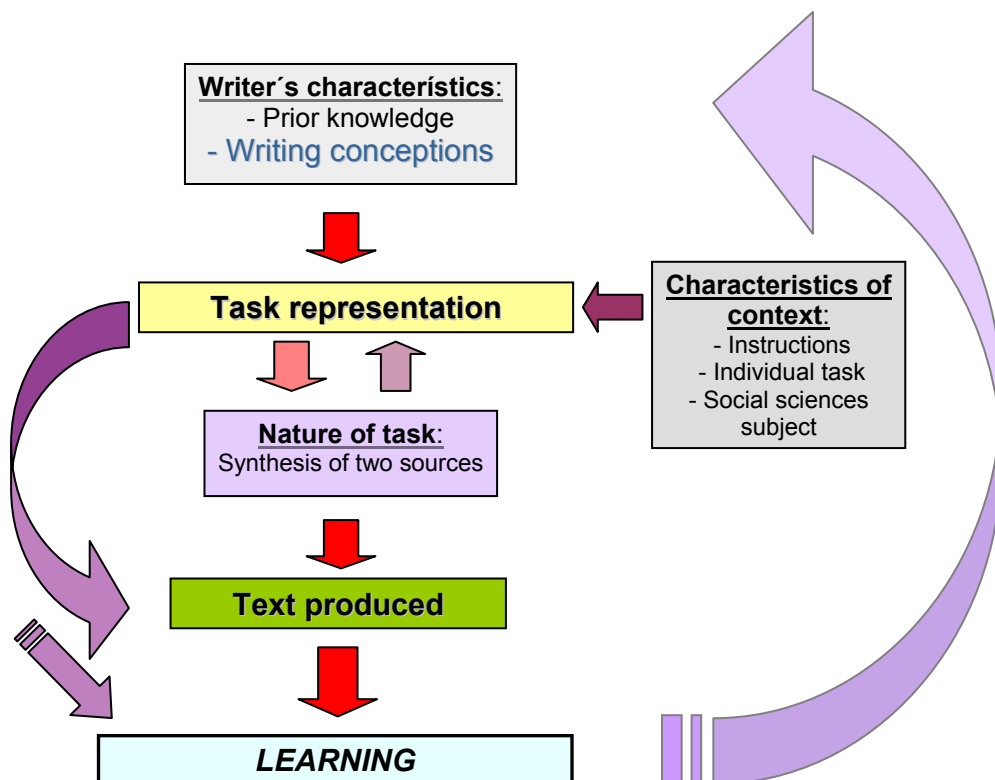 Writer´s característics:
- Prior knowledge
- Writing conceptions
Task representation
Characteristics of
context:
- Instructions
- Individual task
- Social sciences
subject
Nature of task:
Synthesis of two sources
Text produced
LEARNING